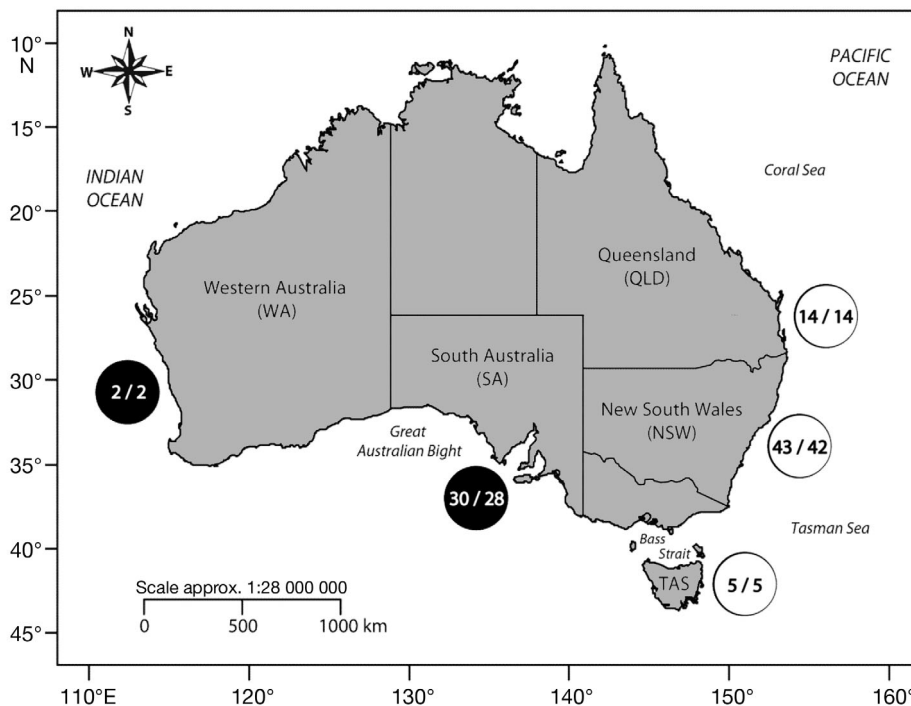 10°
N
15°
20°
25°
30°
35°
40°
45°
N
W
E
S
PACIFIC
OCEAN
INDIAN
OCEAN
Coral Sea
Queensland
(QLD)
Western Australia
(WA)
14 / 14
South Australia
(SA)
2 / 2
New South Wales
(NSW)
Great
Australian Bight
43 / 42
30 / 28
Tasman Sea
Bass
Strait
TAS
5 / 5
Scale approx. 1:28 000 000
0 500 1000 km
110°E 120° 130° 140° 150° 160°